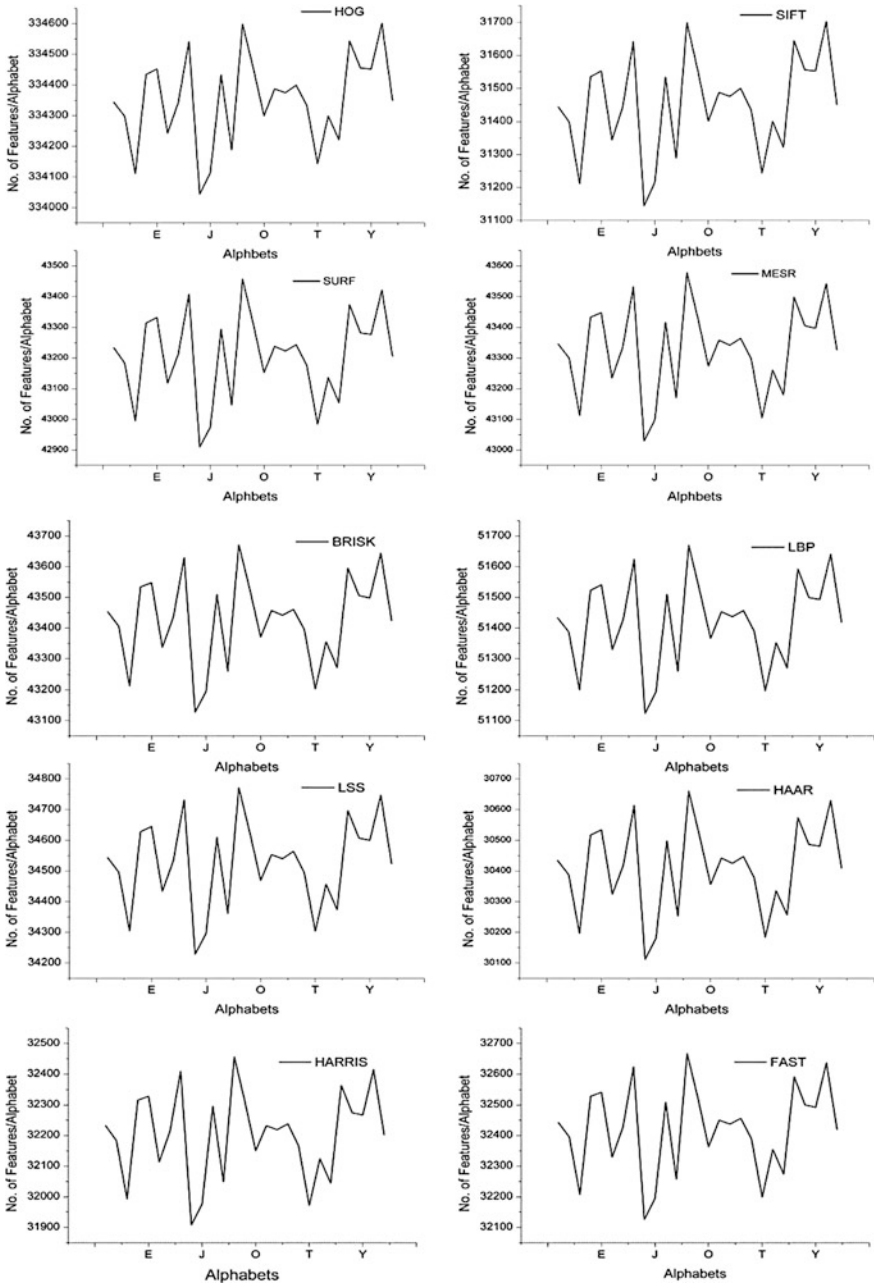 HOG
No. of Features/Alphabet
334600
334500
334400
334300
334200
334100
334000
E J O T Y
Alphbets
SIFT
No. of Features/Alphabet
31700
31600
31500
31400
31300
31200
31100
E J O T Y
Alphbets
SURF
No. of Features/Alphabet
43500
43400
43300
43200
43100
43000
42900
E J O T Y
Alphbets
MESR
No. of Features/Alphabet
43600
43500
43400
43300
43200
43100
43000
E J O T Y
Alphbets
BRISK
No. of Features/Alphabet
43700
43600
43500
43400
43300
43200
43100
E J O T Y
Alphabets
LBP
No. of Features/Alphabet
51700
51600
51500
51400
51300
51200
51100
E J O T Y
Alphabets
LSS
No. of Features/Alphabet
34800
34700
34600
34500
34400
34300
34200
E J O T Y
Alphabets
HAAR
No. of Features/Alphabet
30700
30600
30500
30400
30300
30200
30100
E J O T Y
Alphabets
HARRIS
No. of Features/Alphabet
32500
32400
32300
32200
32100
32000
31900
E J O T Y
Alphabets
FAST
No. of Features/Alphabet
32700
32600
32500
32400
32300
32200
32100
E J O T Y
Alphabets